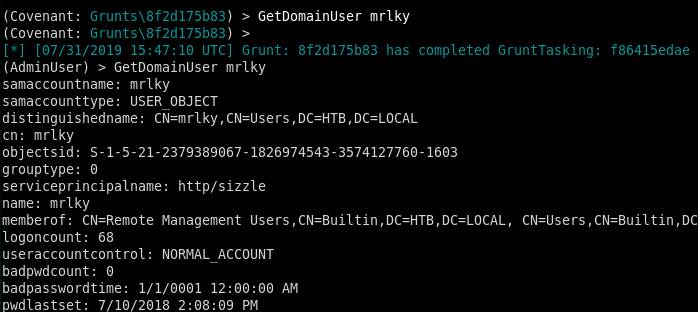 (Covenant: Grunts\8f2d175b83) > GetDomainUser mrlky
(Covenant: Grunts\8f2d175b83) >
[*] [07/31/2019 15:47:10 UTC] Grunt: 8f2d175b83 has completed GruntTasking: f86415edae
(AdminUser) > GetDomainUser mrlky
samaccountname: mrlky
samaccounttype: USER_OBJECT
distinguishedname: CN=mrlky,CN=Users,DC=HTB,DC=LOCAL
cn: mrlky
objectsid: S-1-5-21-2379389067-1826974543-3574127760-1603
grouptype: 0
serviceprincipalname: http/sizzle
name: mrlky
memberof: CN=Remote Management Users,CN=Builtin,DC=HTB,DC=LOCAL, CN=Users,CN=Builtin,DC
logoncount: 68
useraccountcontrol: NORMAL_ACCOUNT
badpwdcount: 0
badpasswordtime: 1/1/0001 12:00:00 AM
pwdlastset: 7/10/2018 2:08:09 PM